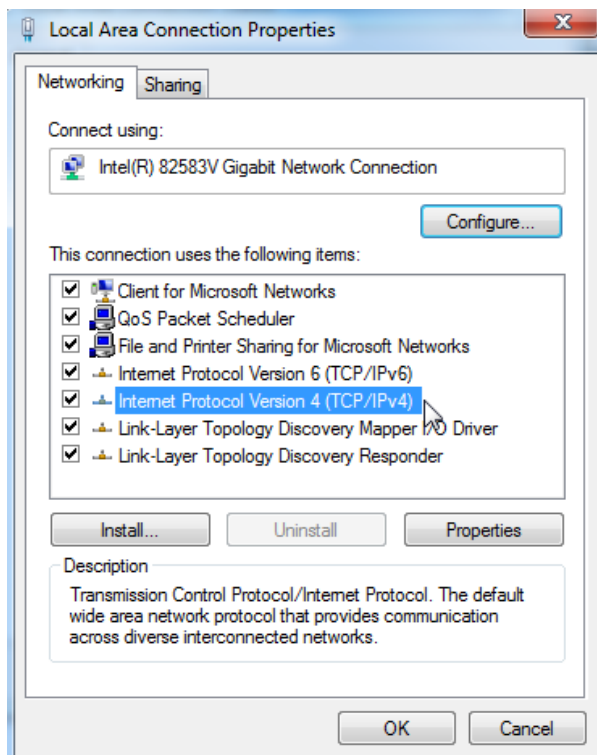 Local Area Connection Properties
Networking
Sharing
Connect using:
Intel(R) 82583V Gigabit Network Connection
Configure...
This connection uses the following items:
Client for Microsoft Networks
QoS Packet Scheduler
File and Printer Sharing for Microsoft Networks
Internet Protocol Version 6 (TCP/IPv6)
Internet Protocol Version 4 (TCP/IPv4)
Link-Layer Topology Discovery Mapper I/O Driver
Link-Layer Topology Discovery Responder
Install...
Uninstall
Properties
Description
Transmission Control Protocol/Internet Protocol. The default
wide area network protocol that provides communication
across diverse interconnected networks.
OK
Cancel